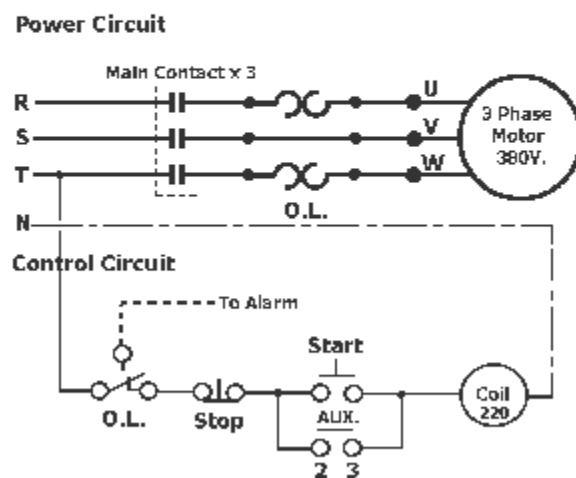 Power Circuit
Main Contact x 3
R
U
S
V
T
W
3 Phase
Motor
380V.
O.L.
N
Control Circuit
To Alarm
Start
O.L.
Stop
AUX.
2 3
Coil
220